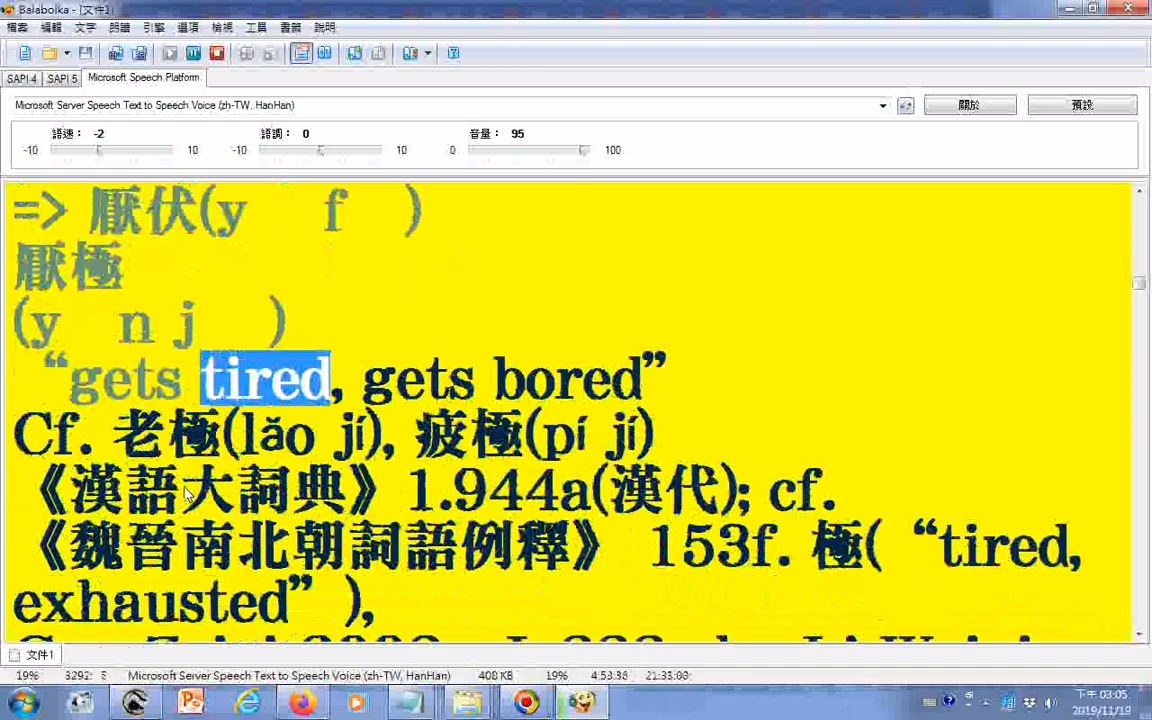 Balabolka - [文件1]
檔案 編輯 文字 朗讀 引擎 選項 檢視 工具 書籤 說明
SAPI 4 SAPI 5 Microsoft Speech Platform
Microsoft Server Speech Text to Speech Voice (zh-TW, HanHan) 關於 預設
語速： -2 語調： 0 音量： 95
-10 10 -10 10 0 100
=> 厭伏(y f )
厭極
(y n j )
“gets tired, gets bored”
Cf. 老極(lǎo jí), 疲極(pí jí)
《漢語大詞典》 1.944a(漢代); cf.
《魏晉南北朝詞語例釋》 153f. 極( “tired,
exhausted” ),
文件1
19% Microsoft Server Speech Text to Speech Voice (zh-TW, HanHan) 408 KB 19% 4:53:38
下午 03:05
2019/11/19